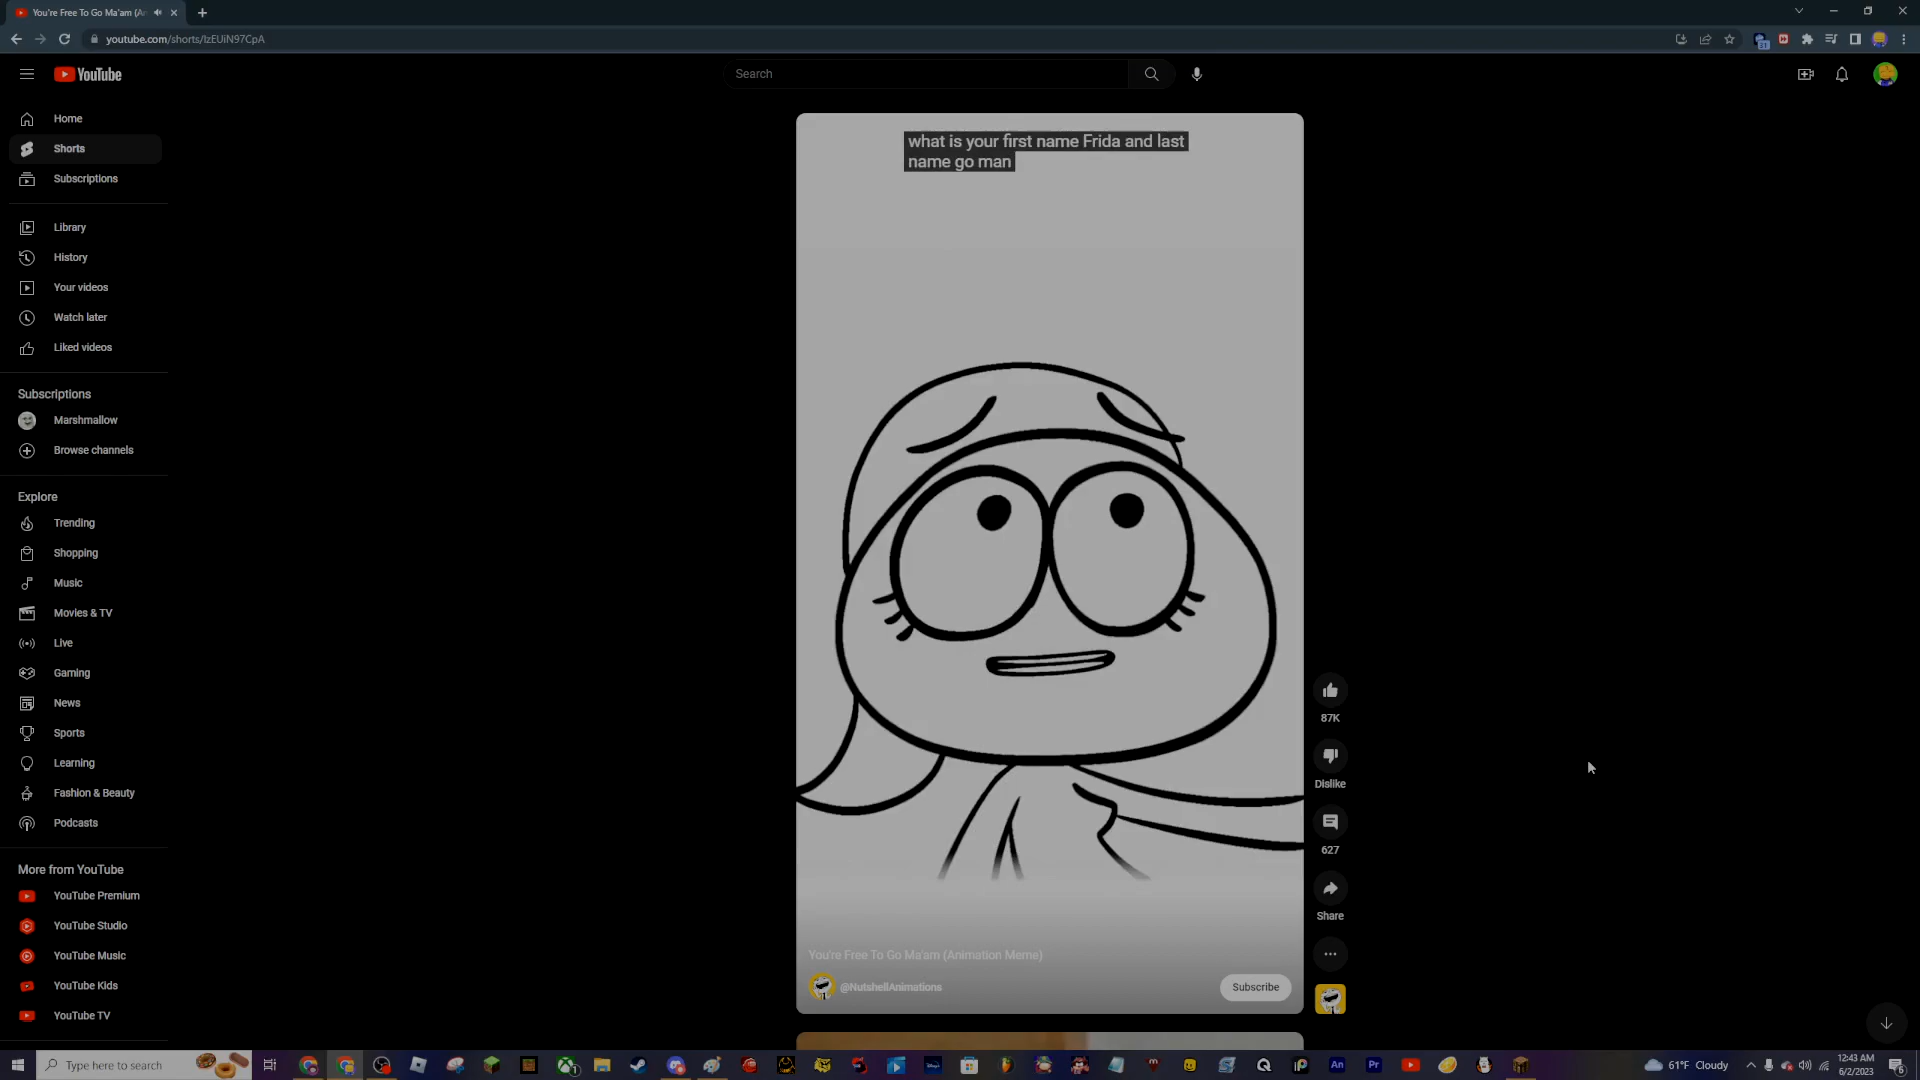 You're Free To Go Ma'am (An
youtube.com/shorts/IzEUiN97CpA
YouTube
Search
Home
Shorts
Subscriptions
Library
History
Your videos
Watch later
Liked videos
Subscriptions
Marshmallow
Browse channels
Explore
Trending
Shopping
Music
Movies & TV
Live
Gaming
News
Sports
Learning
Fashion & Beauty
Podcasts
More from YouTube
YouTube Premium
YouTube Studio
YouTube Music
YouTube Kids
YouTube TV
what is your first name Frida and last
name go man
87K
Dislike
627
Share
You're Free To Go Ma'am (Animation Meme)
@NutshellAnimations
Subscribe
Type here to search
An
Pr
61°F Cloudy
12:43 AM
6/2/2023